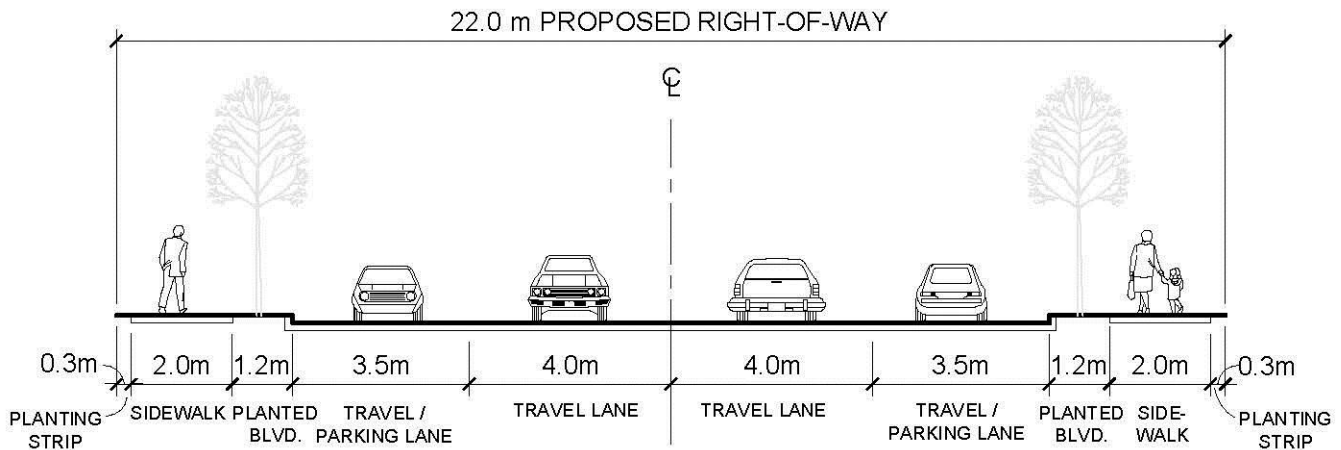 22.0 m PROPOSED RIGHT-OF-WAY
CL
0.3m
2.0m
1.2m
3.5m
4.0m
4.0m
3.5m
1.2m
2.0m
0.3m
PLANTING
STRIP
SIDEWALK
PLANTED
BLVD.
TRAVEL /
PARKING LANE
TRAVEL LANE
TRAVEL LANE
TRAVEL /
PARKING LANE
PLANTED
BLVD.
SIDE-
WALK
PLANTING
STRIP